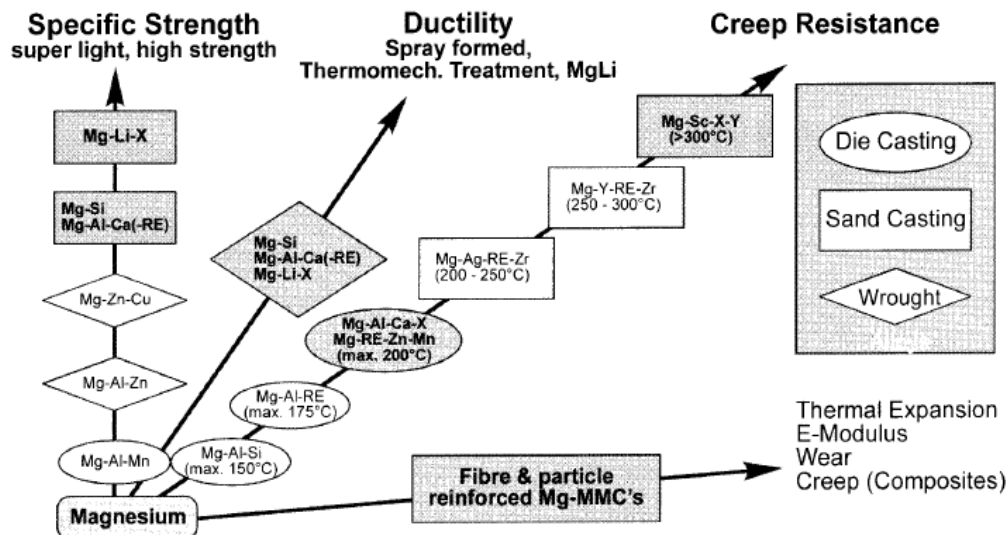 Specific Strength
super light, high strength
Ductility
Spray formed,
Thermomech. Treatment, MgLi
Creep Resistance
Mg-Li-X
Mg-Si
Mg-Al-Ca(-RE)
Mg-Zn-Cu
Mg-Al-Zn
Mg-Al-Mn
Magnesium
Mg-Si
Mg-Al-Ca(-RE)
Mg-Li-X
Mg-Al-Si
(max. 150°C)
Mg-Al-RE
(max. 175°C)
Mg-Al-Ca-X
Mg-RE-Zn-Mn
(max. 200°C)
Mg-Ag-RE-Zr
(200 - 250°C)
Mg-Y-RE-Zr
(250 - 300°C)
Mg-Sc-X-Y
(>300°C)
Die Casting
Sand Casting
Wrought
Fibre & particle
reinforced Mg-MMC's
Thermal Expansion
E-Modulus
Wear
Creep (Composites)